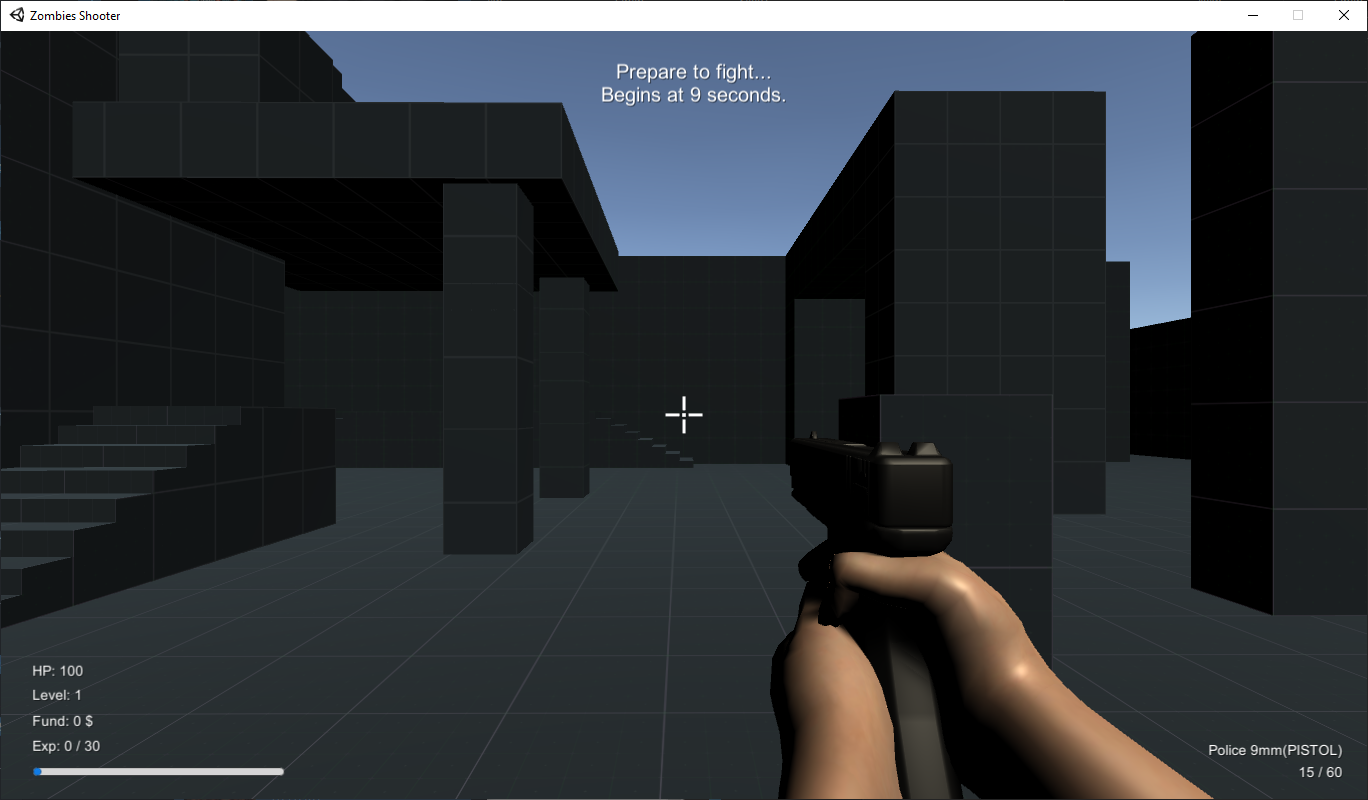 Zombies Shooter
Prepare to fight...
Begins at 9 seconds.
HP: 100
Level: 1
Fund: 0 $
Exp: 0 / 30
Police 9mm(PISTOL)
15 / 60